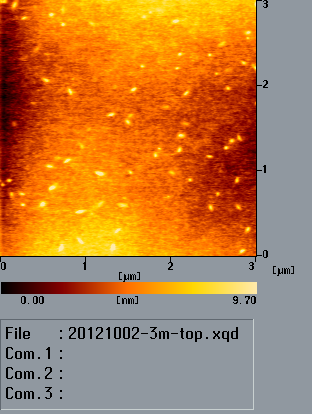 3
2
1
0
0 1 2 3
[µm] [µm]
0.00 [nm] 9.70
File : 20121002-3m-top.xqd
Com.1 :
Com.2 :
Com.3 :